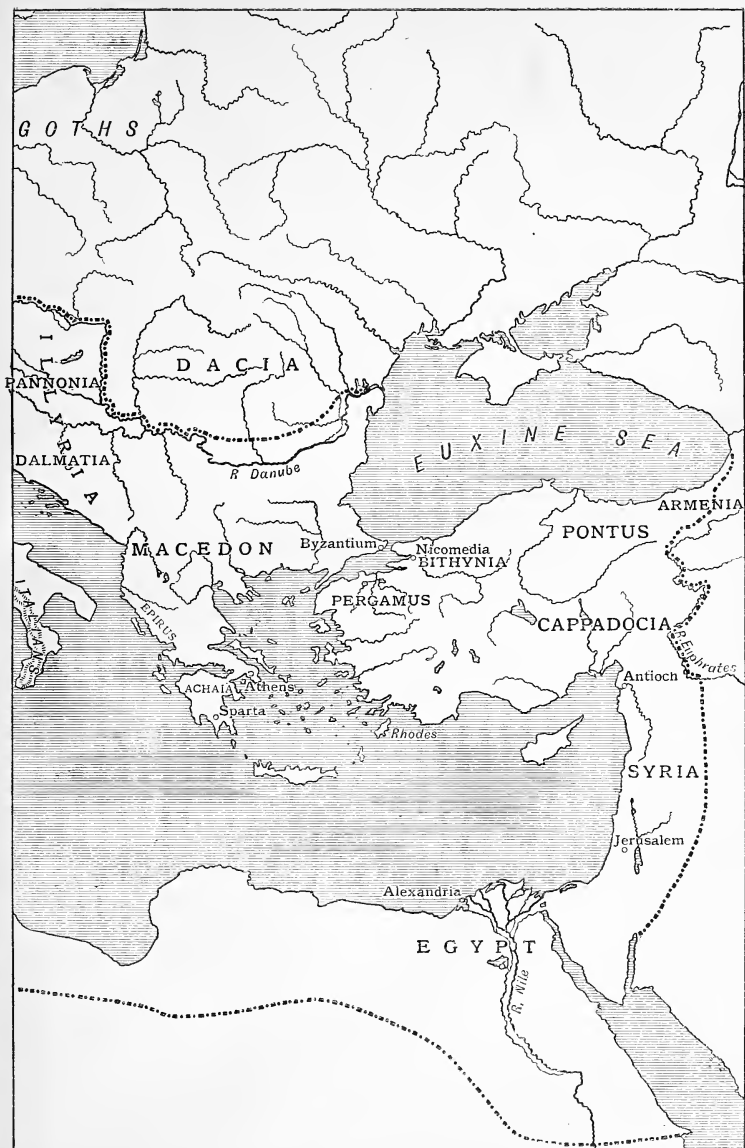 GOTHS
ILLYRIA
PANNONIA
DACIA
DALMATIA
R Danube
EUXINE SEA
ARMENIA
MACEDON
Byzantium
Nicomedia
BITHYNIA
PONTUS
ITALIANS
EPIRUS
PERGAMUS
CAPPADOCIA
R. Euphrates
ACHAIA
Athens
Sparta
Rhodes
Antioch
SYRIA
Jerusalem
Alexandria
EGYPT
R. Nile